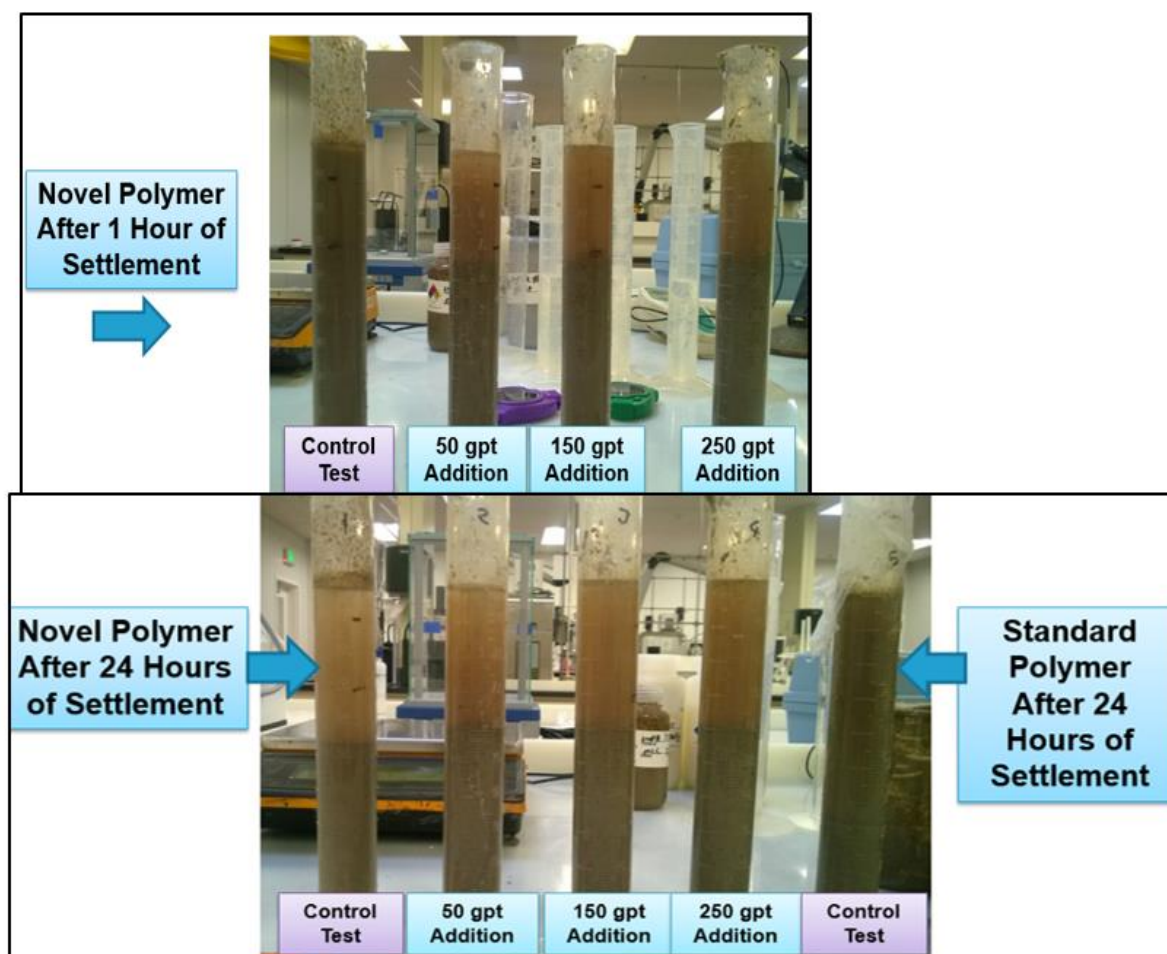 Novel Polymer
After 1 Hour of
Settlement
Control
Test
50 gpt
Addition
150 gpt
Addition
250 gpt
Addition
Novel Polymer
After 24 Hours
of Settlement
S
Standard
Polymer
After 24
Hours of
Settlement
Control
Test
50 gpt
Addition
150 gpt
Addition
250 gpt
Addition
Control
Test